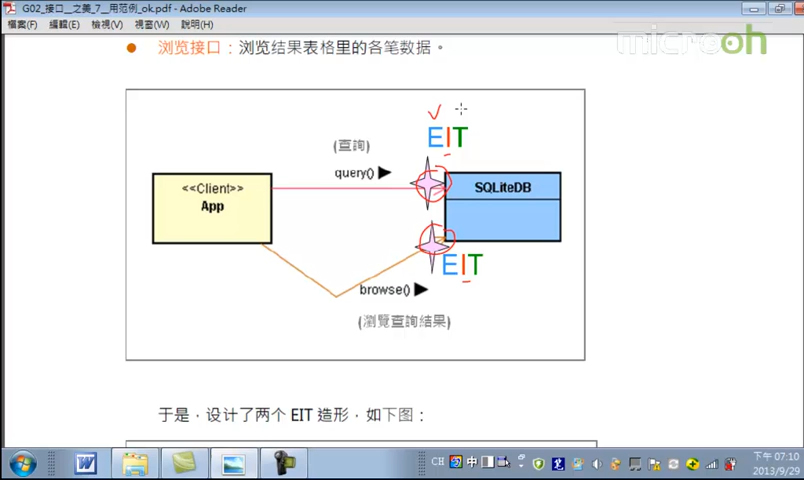 G02_接口__之美_7__用范例_ok.pdf - Adobe Reader
檔案(F) 編輯(E) 檢視(V) 視窗(W) 說明(H)
microoh
浏览接口：浏览结果表格里的各笔数据。
EIT
(查詢)
query()
<<Client>>
App
SQLiteDB
EIT
browse()
(瀏覽查詢結果)
于是，设计了两个 EIT 造形，如下图：
CH 中
下午 07:10
2013/9/29